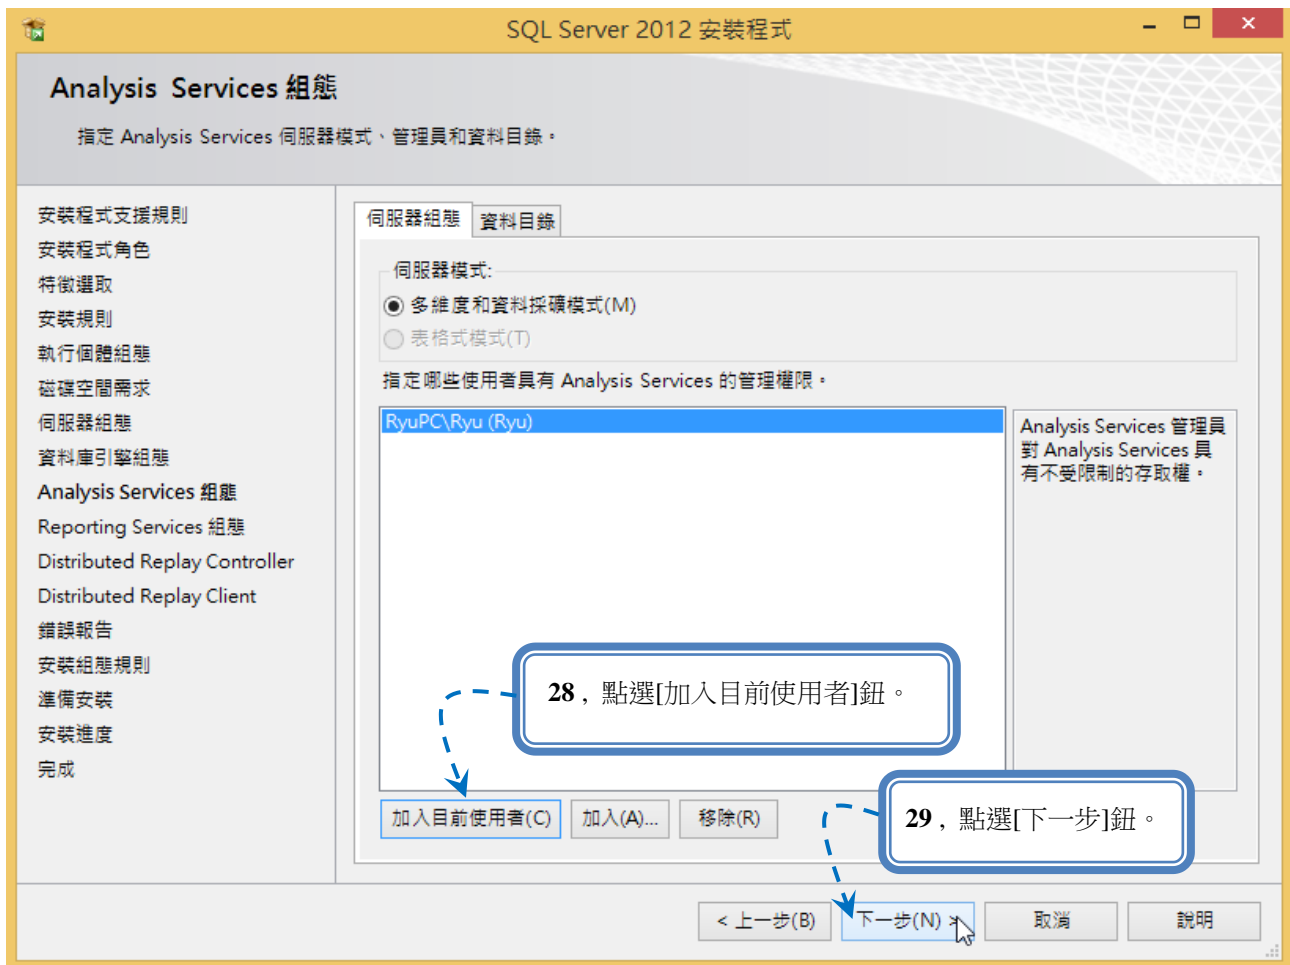 SQL Server 2012 安裝程式
Analysis Services 組態
指定 Analysis Services 伺服器模式、管理員和資料目錄。
安裝程式支援規則
安裝程式角色
特徵選取
安裝規則
執行個體組態
磁碟空間需求
伺服器組態
資料庫引擎組態
Analysis Services 組態
Reporting Services 組態
Distributed Replay Controller
Distributed Replay Client
錯誤報告
安裝組態規則
準備安裝
安裝進度
完成
伺服器組態 資料目錄
伺服器模式:
多維度和資料採礦模式(M)
表格式模式(T)
指定哪些使用者具有 Analysis Services 的管理權限。
RyuPC\Ryu (Ryu)
Analysis Services 管理員
對 Analysis Services 具
有不受限制的存取權。
28 , 點選[加入目前使用者]鈕。
加入目前使用者(C) 加入(A)... 移除(R)
29 , 點選[下一步]鈕。
< 上一步(B) 下一步(N) > 取消 說明